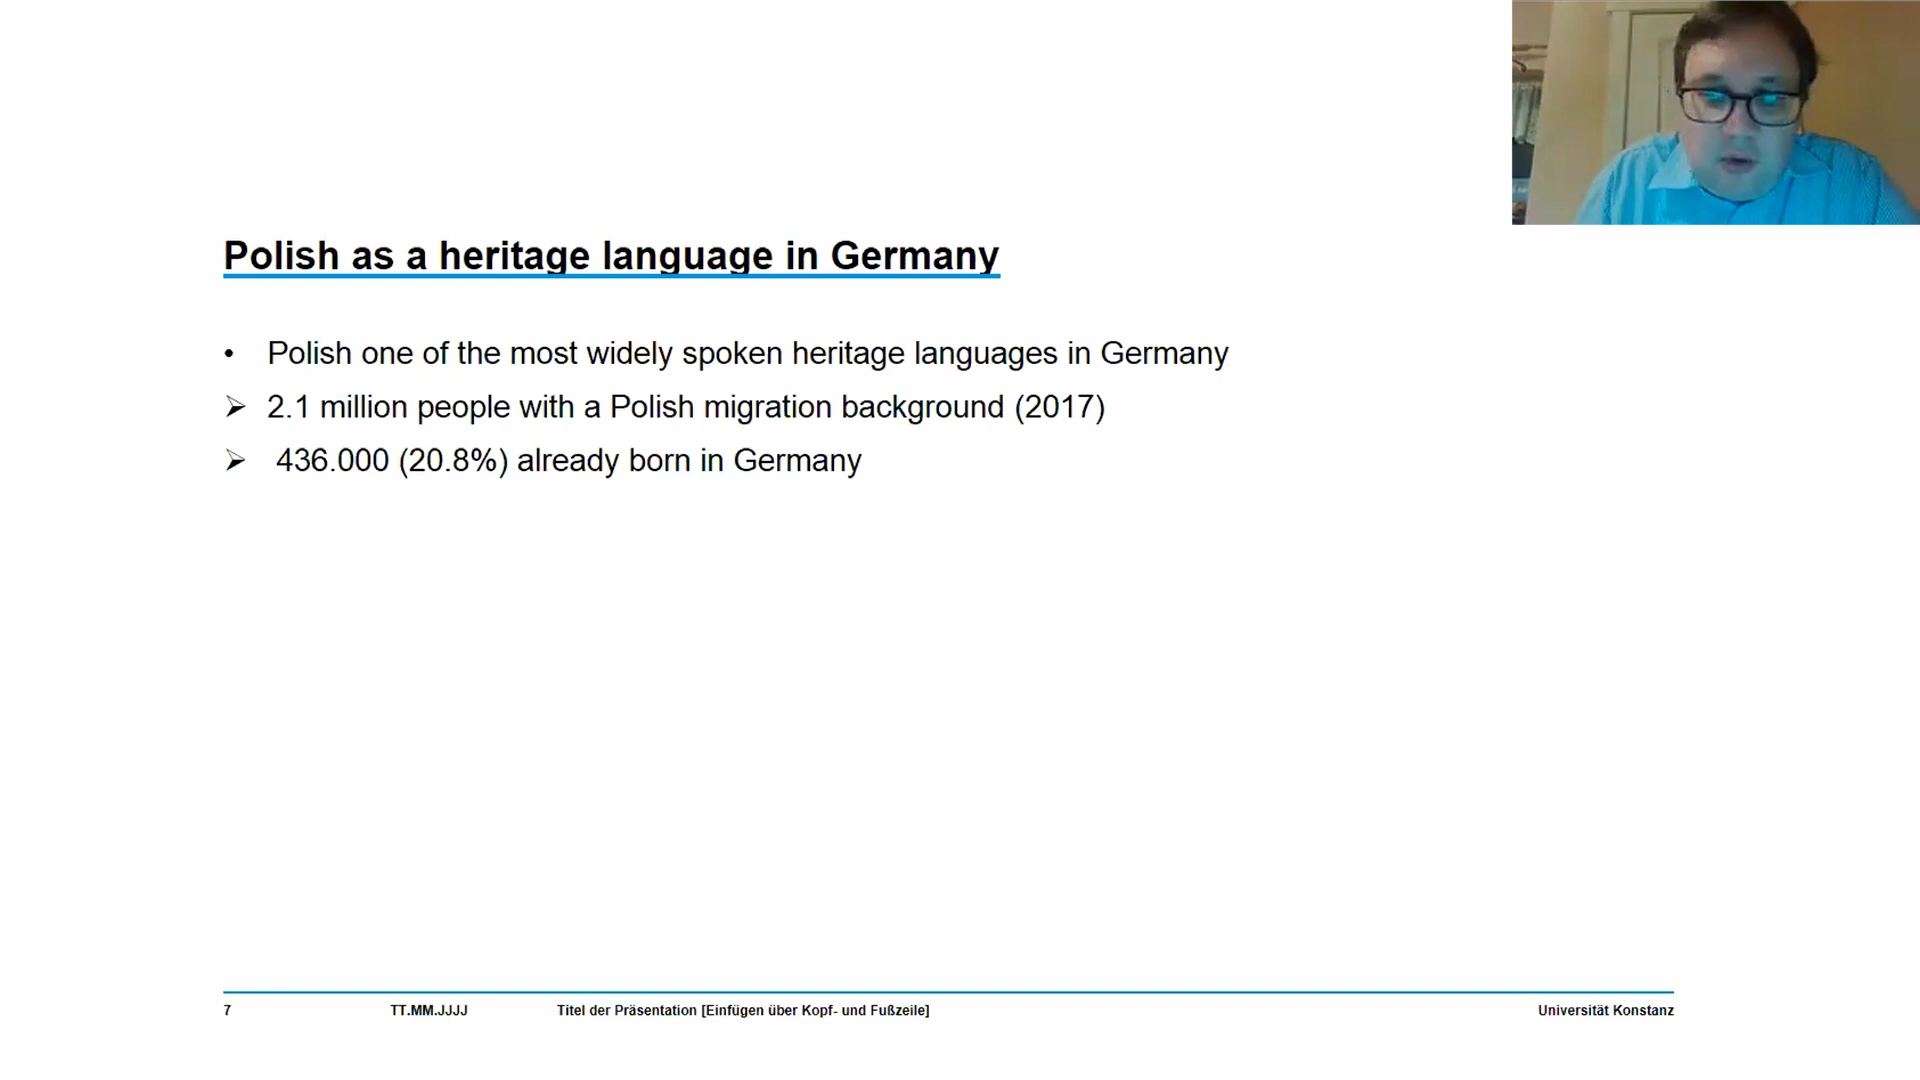 Polish as a heritage language in Germany
• Polish one of the most widely spoken heritage languages in Germany
➢ 2.1 million people with a Polish migration background (2017)
➢ 436.000 (20.8%) already born in Germany
7 TT.MM.JJJJ Titel der Präsentation [Einfügen über Kopf- und Fußzeile] Universität Konstanz